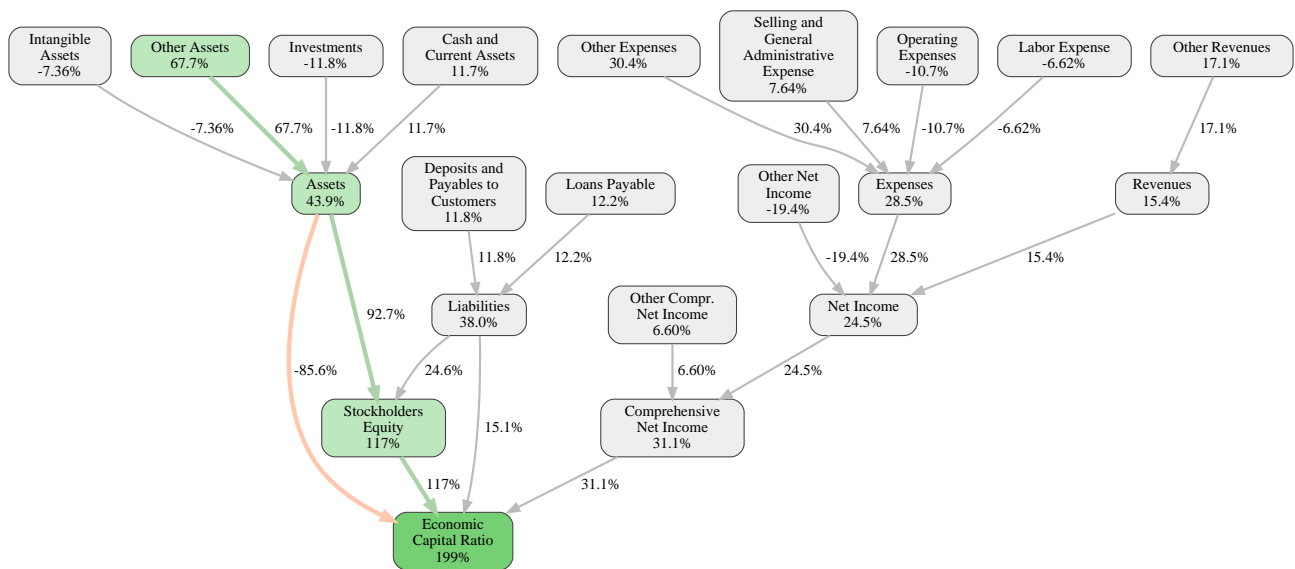 Intangible
Assets
-7.36%
Other Assets
67.7%
Investments
-11.8%
Cash and
Current Assets
11.7%
Other Expenses
30.4%
Selling and
General
Administrative
Expense
7.64%
Operating
Expenses
-10.7%
Labor Expense
-6.62%
Other Revenues
17.1%
-7.36%
67.7%
-11.8%
11.7%
30.4%
7.64%
-10.7%
-6.62%
17.1%
Assets
43.9%
Deposits and
Payables to
Customers
11.8%
Loans Payable
12.2%
Other Net
Income
-19.4%
Expenses
28.5%
Revenues
15.4%
11.8%
12.2%
-19.4%
28.5%
15.4%
92.7%
Liabilities
38.0%
Other Compr.
Net Income
6.60%
Net Income
24.5%
-85.6%
24.6%
6.60%
24.5%
Stockholders
Equity
117%
15.1%
Comprehensive
Net Income
31.1%
117%
31.1%
Economic
Capital Ratio
199%